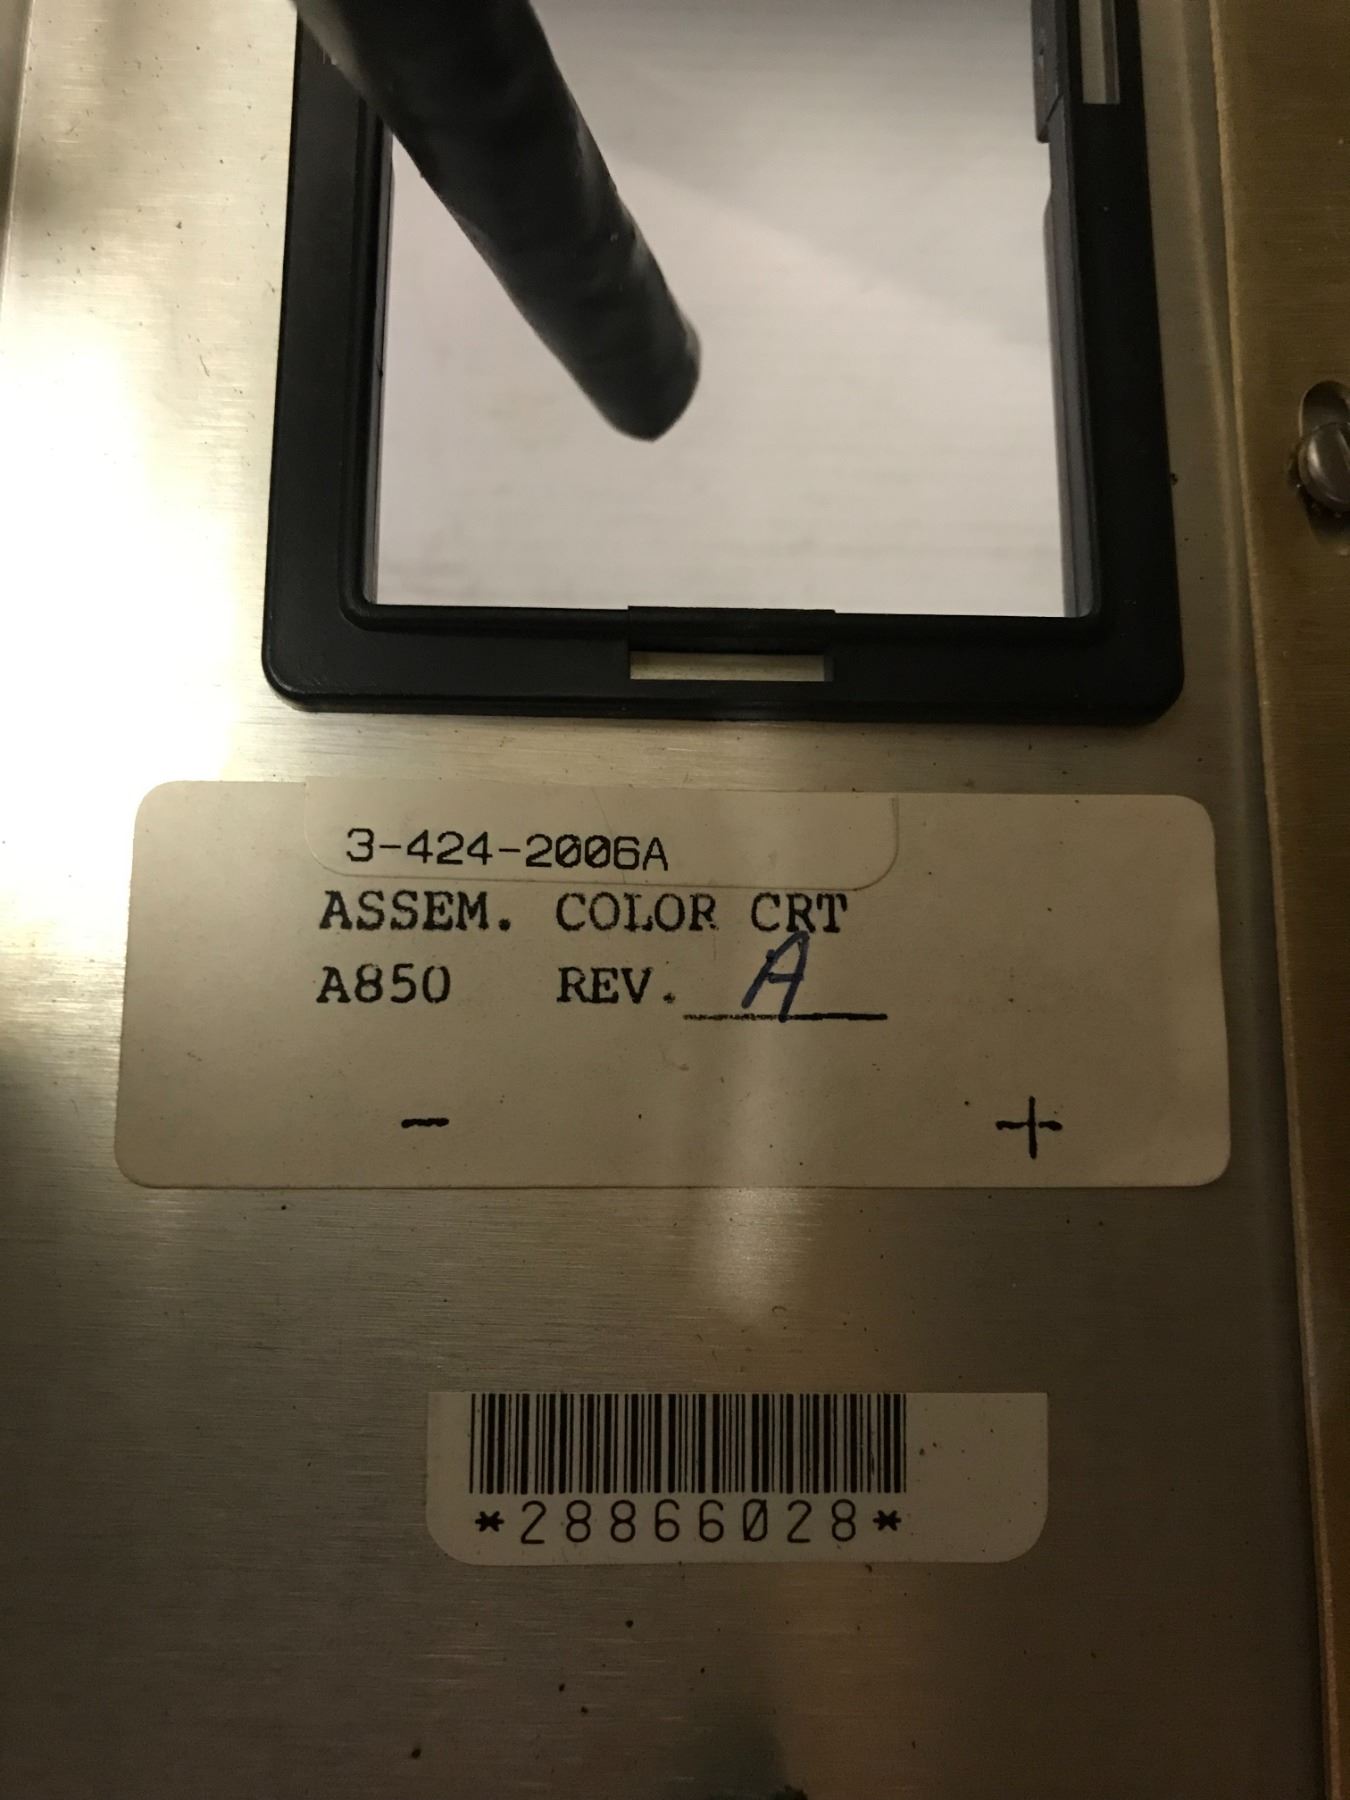 3-424-2006A
ASSEM. COLOR CRT
A850 REV. A
- +
*28866028*